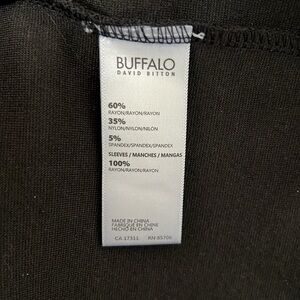 BUFFALO
DAVID BITTON
60%
RAYON/RAYON/RAYON
35%
NYLON/NYLON/NILON
5%
SPANDEX/SPANDEX/SPANDEX
SLEEVES / MANCHES / MANGAS
100%
RAYON/RAYON/RAYON
MADE IN CHINA
FABRIQUÉ EN CHINE
HECHO EN CHINA
CA 17311 RN 85706